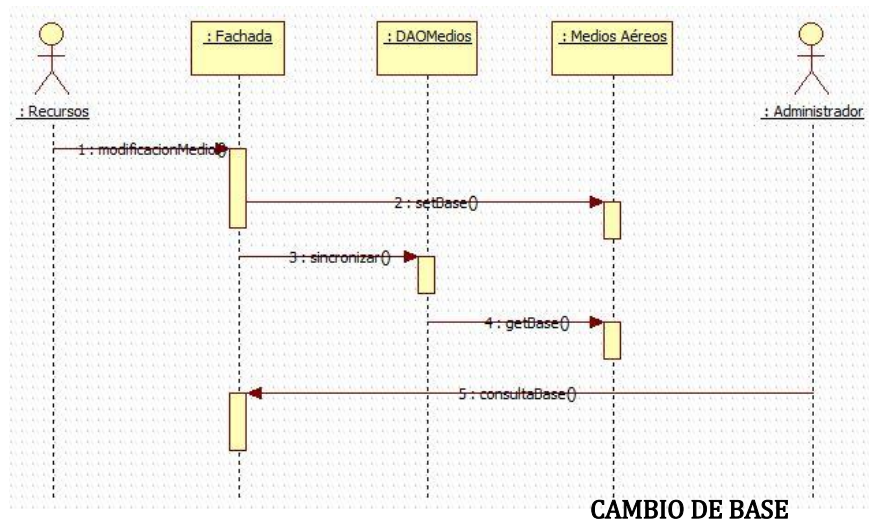 : Fachada
: DAOMedios
: Medios Aéreos
: Recursos
: Administrador
1 : modificacionMedio()
2 : setBase()
3 : sincronizar()
4 : getBase()
5 : consultaBase()
CAMBIO DE BASE